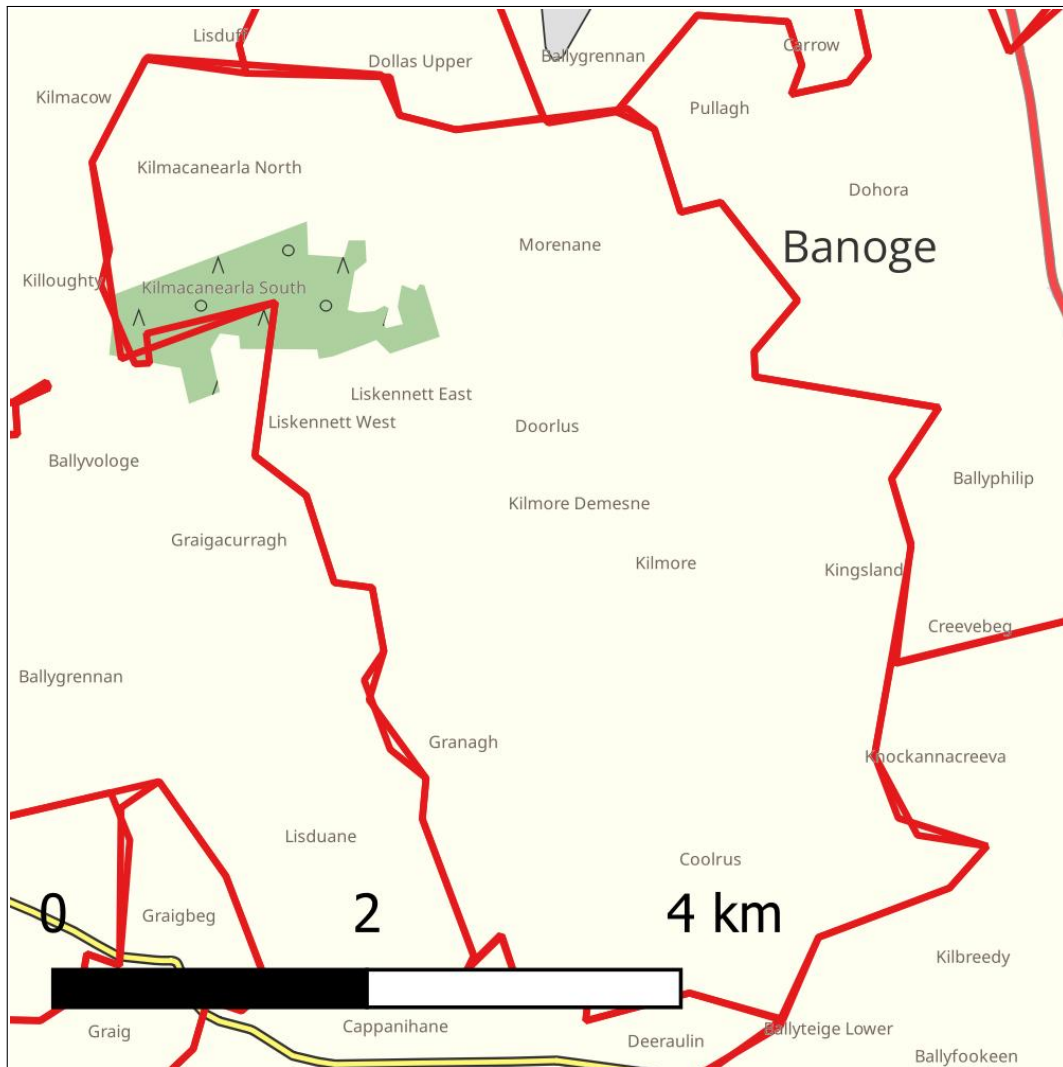 Lisduff
Dollas Upper
Ballygrennan
Carrow
Kilmacow
Pullagh
Kilmacanearla North
Dohora
Morenane
Banoge
Killoughty
Kilmacanearla South
Liskennett East
Liskennett West
Doorlus
Ballyvologe
Ballyphilip
Kilmore Demesne
Graigacurragh
Kilmore
Kingsland
Creevebeg
Ballygrennan
Granagh
Knockannacreeva
Lisduane
Coolrus
0 2 4 km
Graigbeg
Kilbreedy
Graig
Cappanihane
Deeraulin
Ballyteige Lower
Ballyfookeen